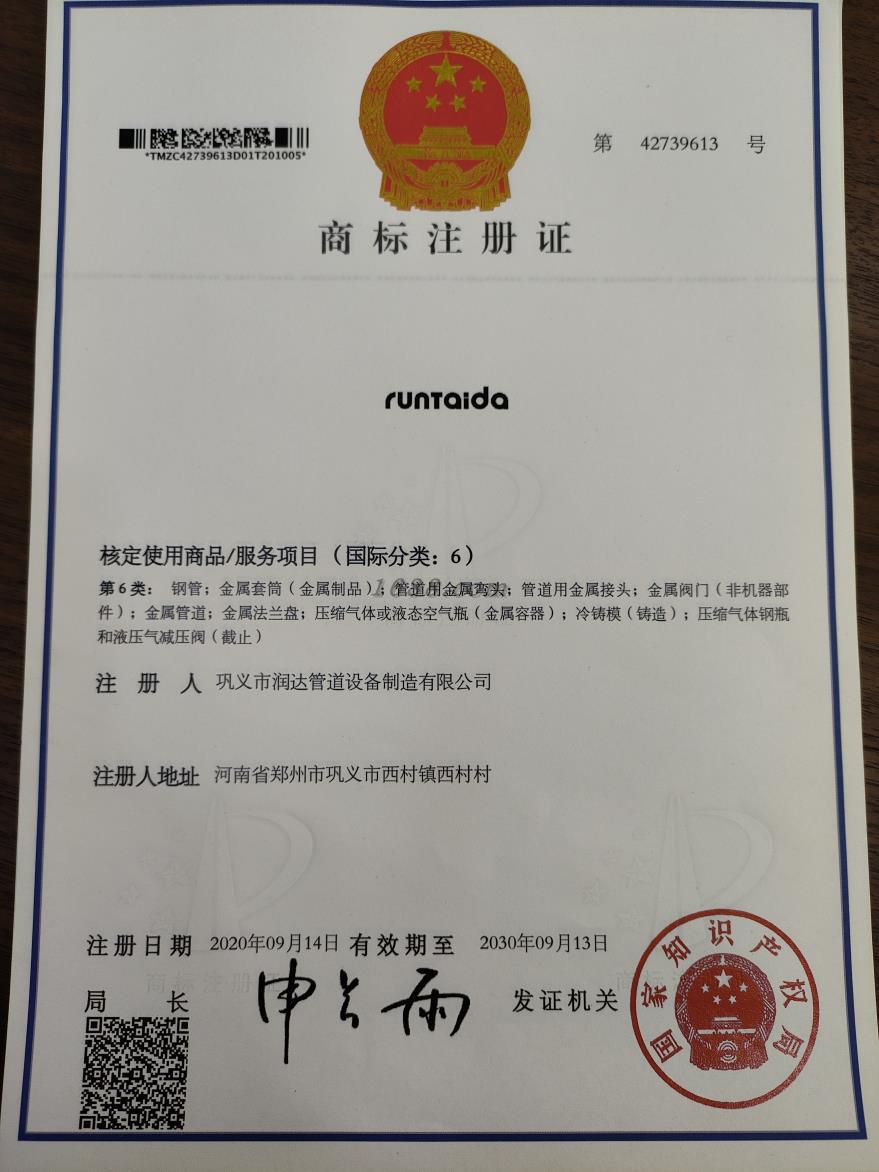 *TMZC42739613D01T201005*
第 42739613 号
商标注册证
runтaida
核定使用商品/服务项目（国际分类：6）
第6类： 钢管；金属套筒（金属制品）；管道用金属弯头；管道用金属接头；金属阀门（非机器部
件）；金属管道；金属法兰盘；压缩气体或液态空气瓶（金属容器）；冷铸模（铸造）；压缩气体钢瓶
和液压气减压阀（截止）
注册人 巩义市润达管道设备制造有限公司
注册人地址 河南省郑州市巩义市西村镇西村村
注册日期 2020年09月14日 有效期至 2030年09月13日
商标注册证
局长 申长雨 发证机关
国家知识产权局